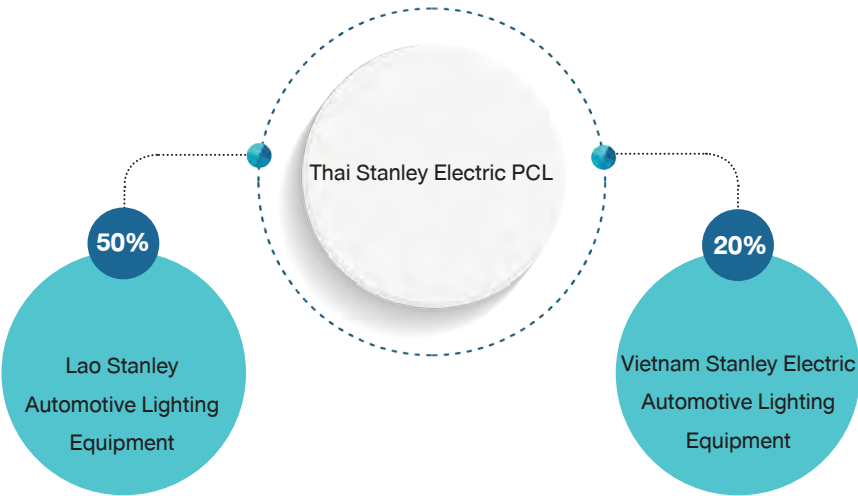 Thai Stanley Electric PCL
50%
Lao Stanley
Automotive Lighting
Equipment
20%
Vietnam Stanley Electric
Automotive Lighting
Equipment